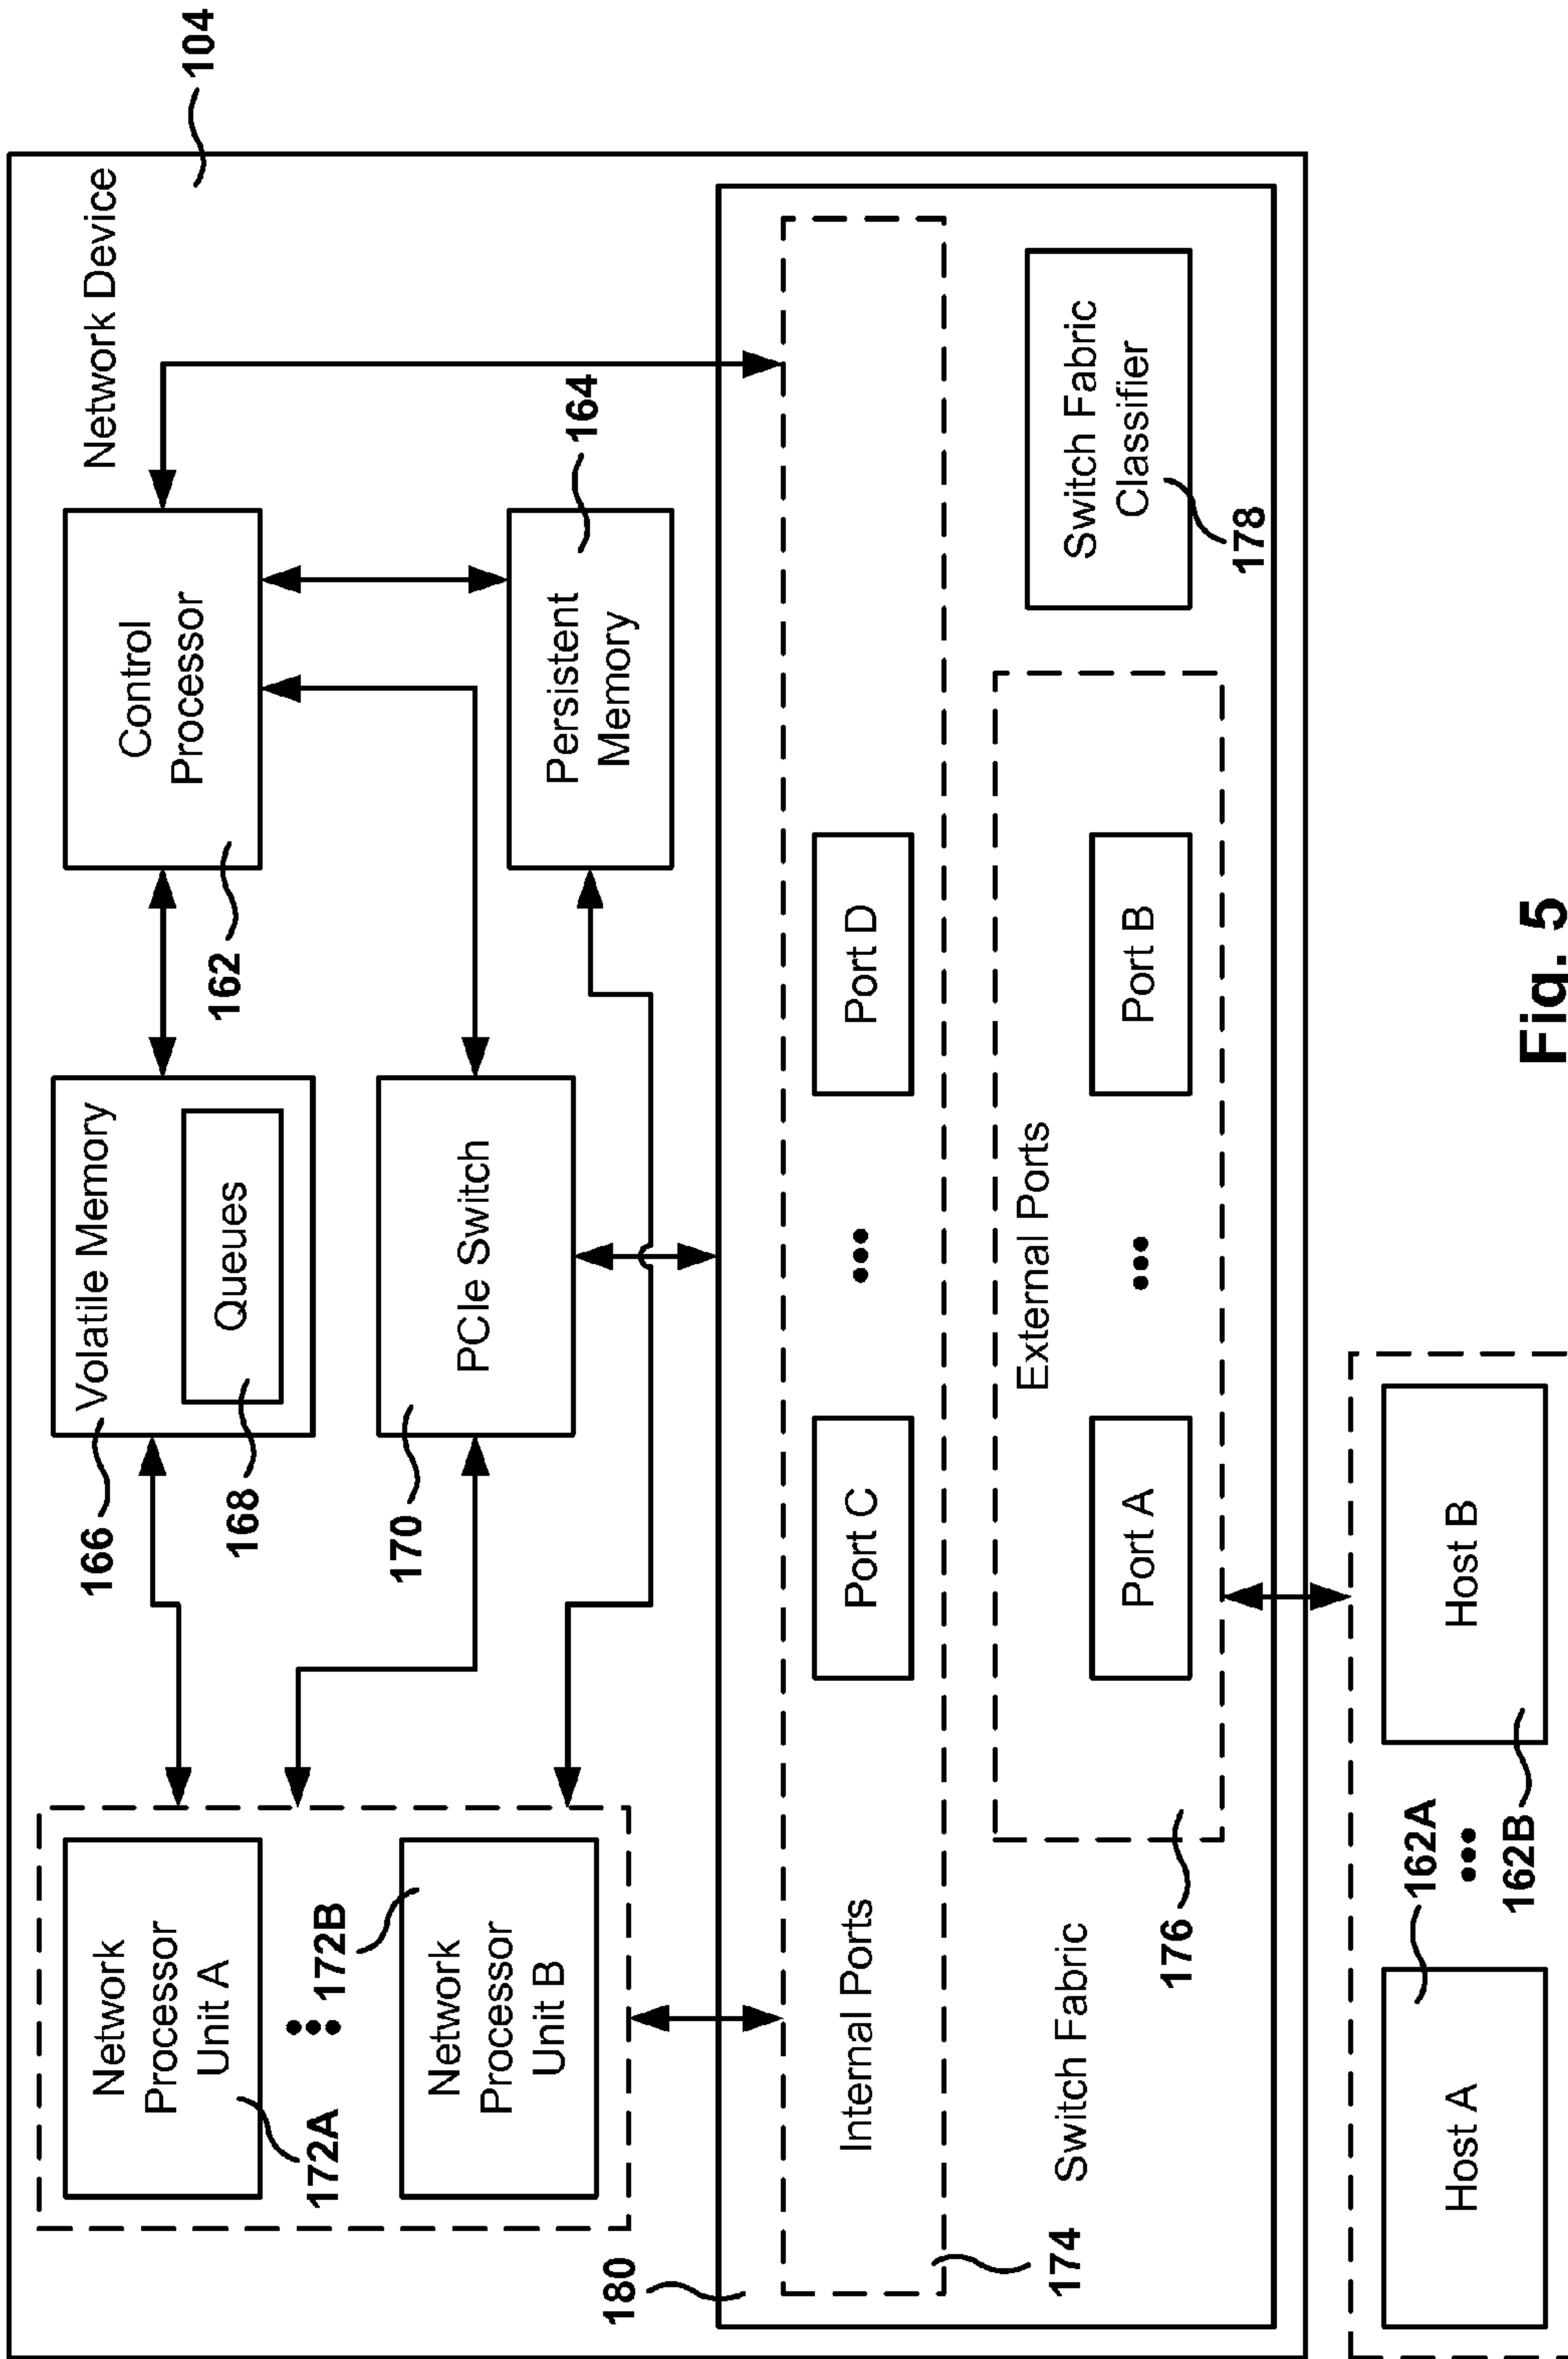 Network Device
104
Network
Processor
Unit A
172A
172B
Network
Processor
Unit B
Volatile Memory
Queues
166
168
Control
Processor
162
PCIe Switch
170
Persistent
Memory
164
180
Internal Ports
Port C
Port D
174
Switch Fabric
External Ports
Port A
Port B
176
Switch Fabric
Classifier
178
Host A
162A
Host B
162B
Fig. 5